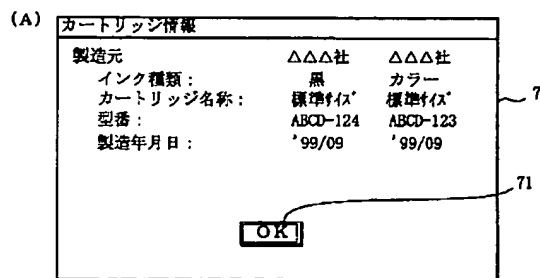 (A)
カートリッジ情報
製造元 △△△社 △△△社
インク種類: 黒 カラー
カートリッジ名称: 標準サイズ 標準サイズ
型番: ABCD-124 ABCD-123
製造年月日: '99/09 '99/09
7
71
OK